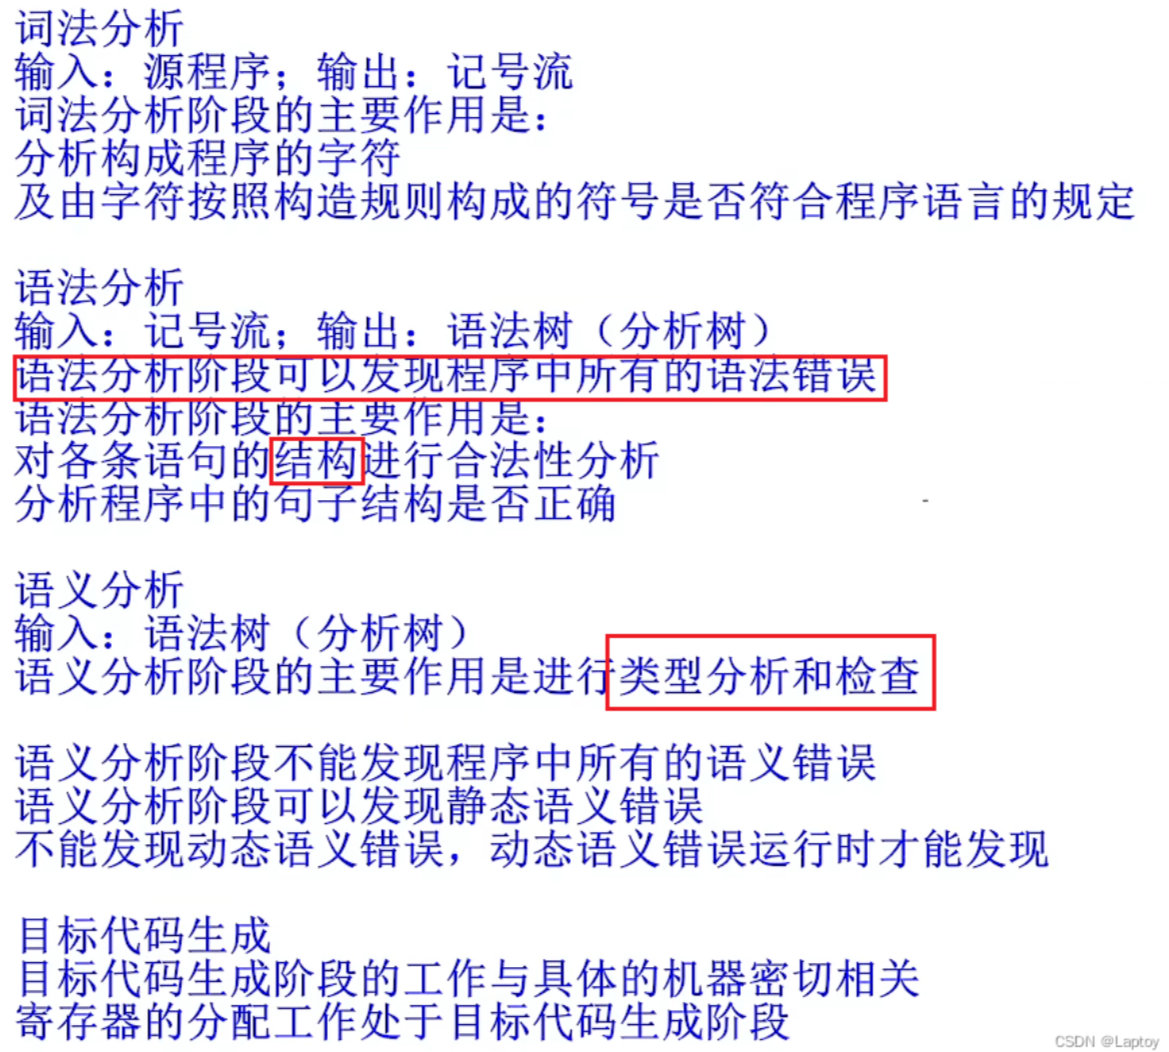 词法分析
输入：源程序；输出：记号流
词法分析阶段的主要作用是：
分析构成程序的字符
及由字符按照构造规则构成的符号是否符合程序语言的规定
语法分析
输入：记号流；输出：语法树（分析树）
语法分析阶段可以发现程序中所有的语法错误
语法分析阶段的主要作用是：
对各条语句的结构进行合法性分析
分析程序中的句子结构是否正确
语义分析
输入：语法树（分析树）
语义分析阶段的主要作用是进行类型分析和检查
语义分析阶段不能发现程序中所有的语义错误
语义分析阶段可以发现静态语义错误
不能发现动态语义错误，动态语义错误运行时才能发现
目标代码生成
目标代码生成阶段的工作与具体的机器密切相关
寄存器的分配工作处于目标代码生成阶段
CSDN @Laptoy